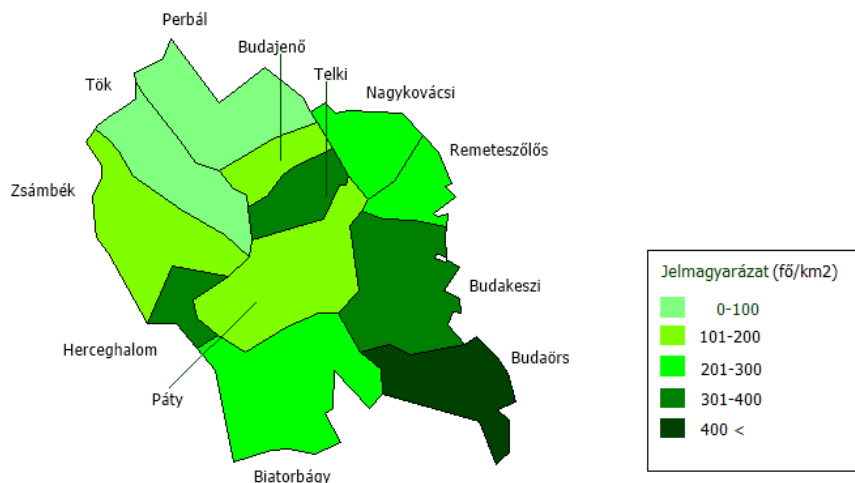 Perbál
Budajenő
Telki
Tök
Nagykovácsi
Remeteszőlős
Zsámbék
Budakeszi
Herceghalom
Budaörs
Páty
Biatorbágy
Jelmagyarázat (fő/km2)
0-100
101-200
201-300
301-400
400 <